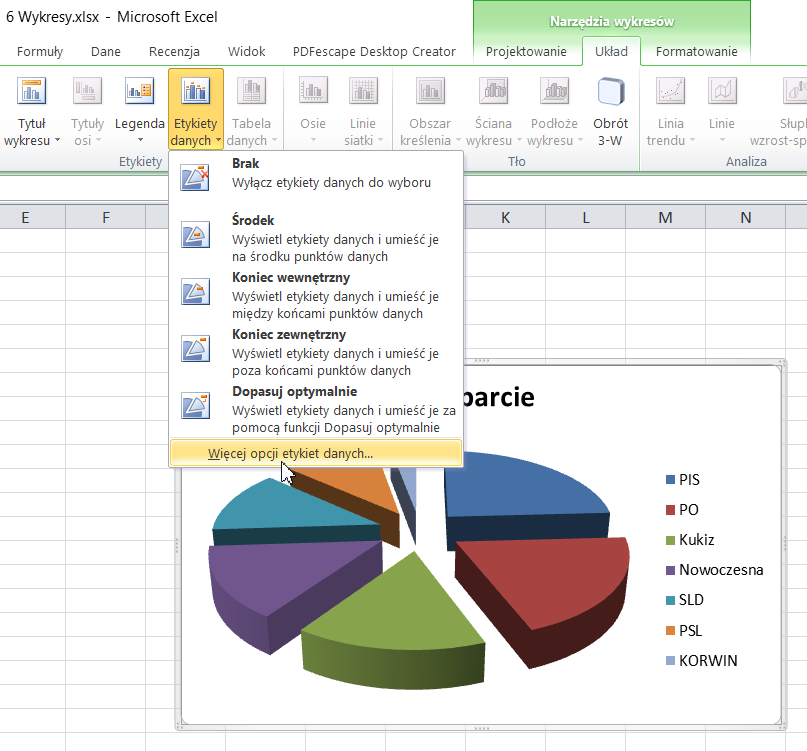 6 Wykresy.xlsx - Microsoft Excel
Narzędzia wykresów
Formuły Dane Recenzja Widok PDFescape Desktop Creator Projektowanie Układ Formatowanie
Tytuł Tytuły Legenda Etykiety Tabela Osie Linie Obszar Ściana Podłoże Obrót Linia Linie Słup
wykresu osi danych danych siatki kreślenia wykresu wykresu 3-W trendu wzrost-sp
Etykiety Tło Analiza
Brak
Wyłącz etykiety danych do wyboru
Środek
Wyświetl etykiety danych i umieść je
na środku punktów danych
Koniec wewnętrzny
Wyświetl etykiety danych i umieść je
między końcami punktów danych
Koniec zewnętrzny
Wyświetl etykiety danych i umieść je
poza końcami punktów danych
Dopasuj optymalnie
Wyświetl etykiety danych i umieść je za
pomocą funkcji Dopasuj optymalnie
Więcej opcji etykiet danych...
E F K L M N
parcie
PIS
PO
Kukiz
Nowoczesna
SLD
PSL
KORWIN